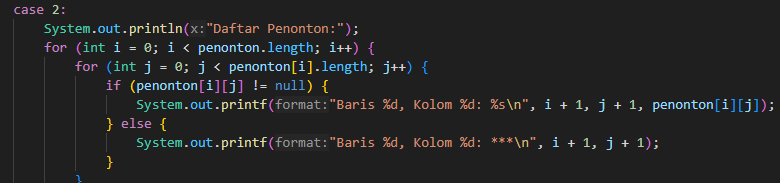 case 2:
    System.out.println(x:"Daftar Penonton:");
    for (int i = 0; i < penonton.length; i++) {
        for (int j = 0; j < penonton[i].length; j++) {
            if (penonton[i][j] != null) {
                System.out.printf(format:"Baris %d, Kolom %d: %s\n", i + 1, j + 1, penonton[i][j]);
            } else {
                System.out.printf(format:"Baris %d, Kolom %d: ***\n", i + 1, j + 1);
            }
        }